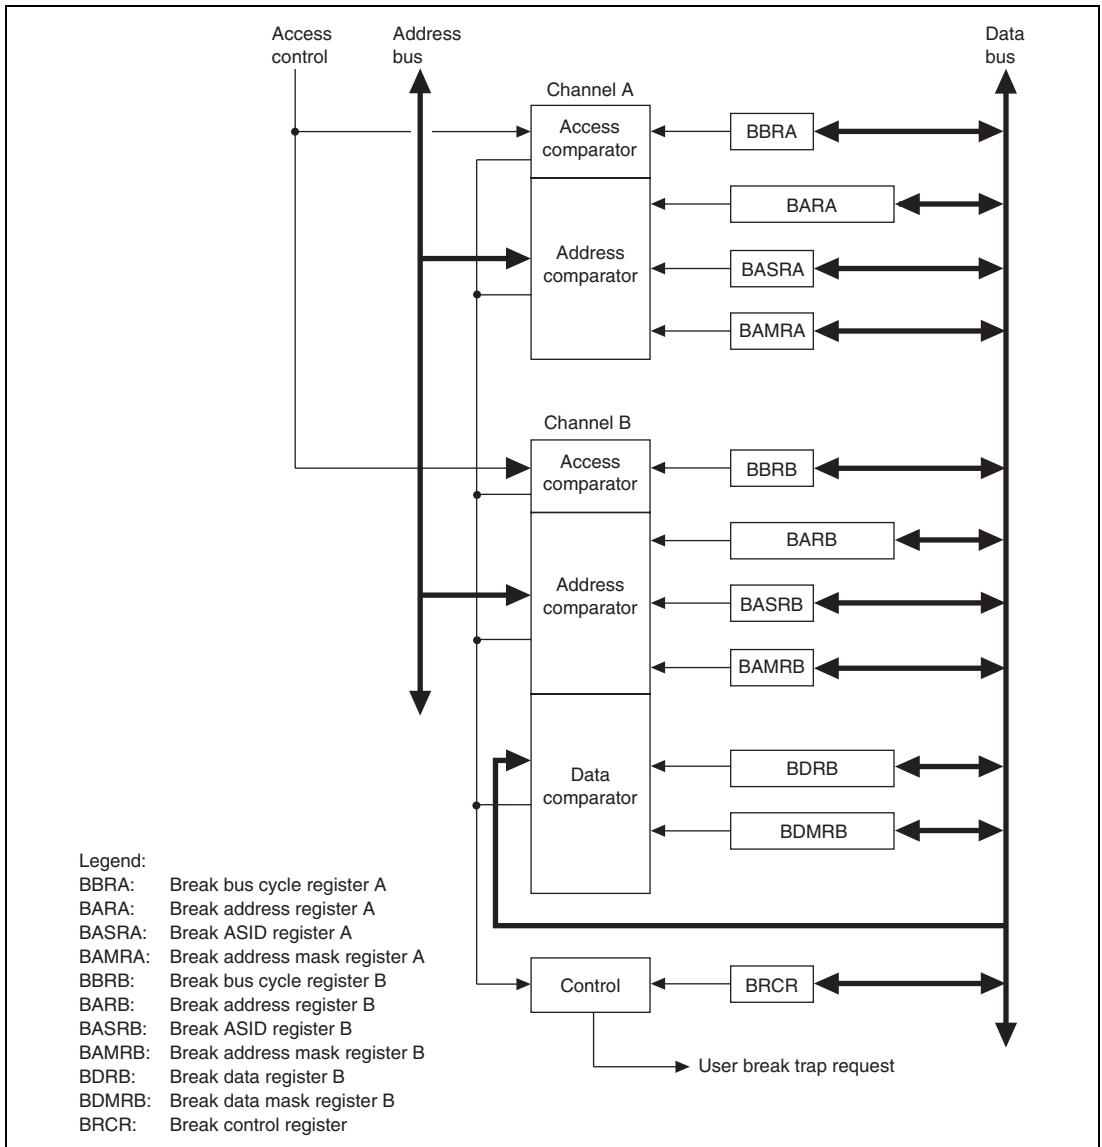 Access
control
Address
bus
Data
bus
Channel A
Access
comparator
BBRA
BARA
Address
comparator
BASRA
BAMRA
Channel B
Access
comparator
BBRB
BARB
Address
comparator
BASRB
BAMRB
Data
comparator
BDRB
BDMRB
Control
BRCR
User break trap request
Legend:
BBRA: Break bus cycle register A
BARA: Break address register A
BASRA: Break ASID register A
BAMRA: Break address mask register A
BBRB: Break bus cycle register B
BARB: Break address register B
BASRB: Break ASID register B
BAMRB: Break address mask register B
BDRB: Break data register B
BDMRB: Break data mask register B
BRCR: Break control register